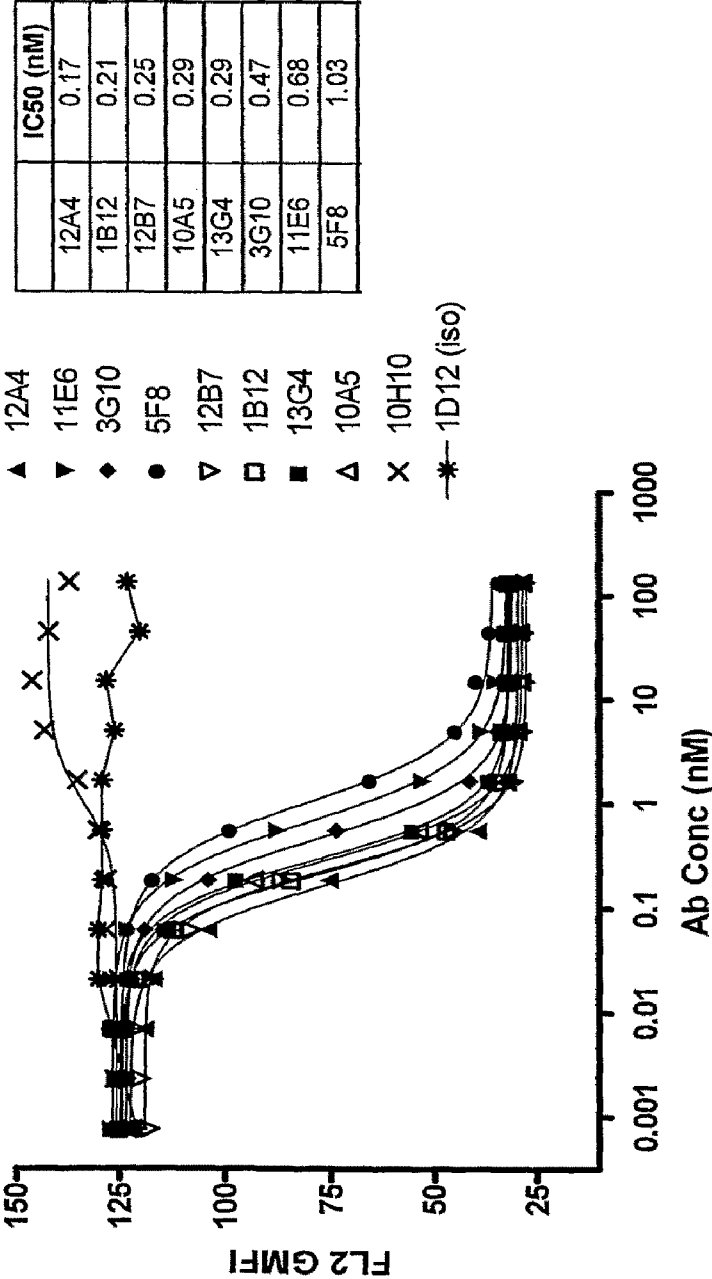 150
125
100
75
50
25
FL2 GMFI
0.001
0.01
0.1
1
10
100
1000
Ab Conc (nM)
12A4
11E6
3G10
5F8
12B7
1B12
13G4
10A5
10H10
1D12 (iso)
IC50 (nM)
12A4 0.17
1B12 0.21
12B7 0.25
10A5 0.29
13G4 0.29
3G10 0.47
11E6 0.68
5F8 1.03